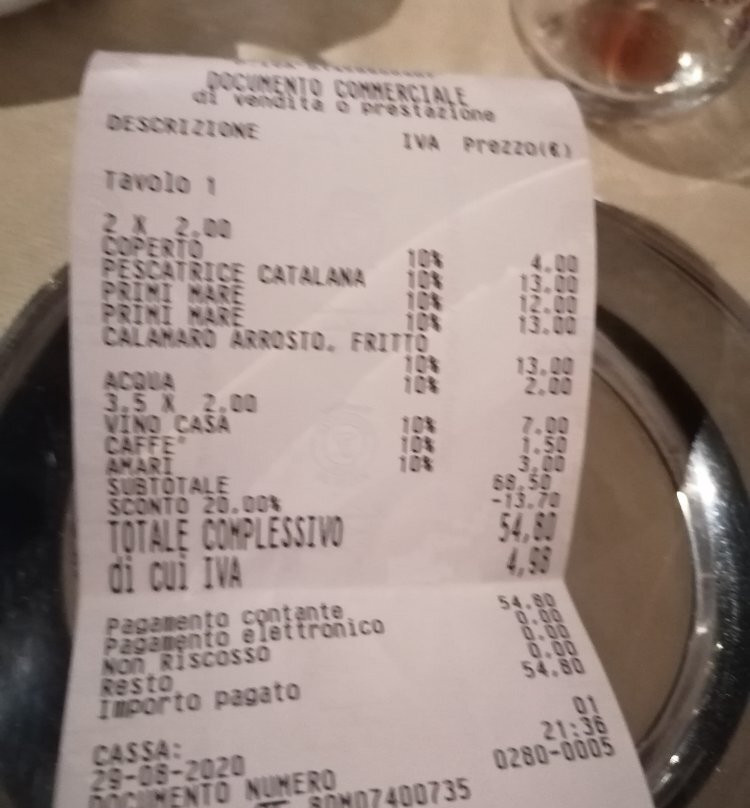 DOCUMENTO COMMERCIALE
di vendita o prestazione
DESCRIZIONE IVA Prezzo(€)
Tavolo 1
2 X 2.00
COPERTO 10% 4.00
PESCATRICE CATALANA 10% 13.00
PRIMI MARE 10% 12.00
PRIMI MARE 10% 13.00
CALAMARO ARROSTO. FRITTO
10% 13.00
ACQUA 10% 2.00
3.5 X 2.00
VINO CASA 10% 7.00
CAFFE' 10% 1.50
AMARI 10% 3,00
SUBTOTALE 68,50
SCONTO 20.00% -13.70
TOTALE COMPLESSIVO 54,80
di cui IVA 4,98
Pagamento contante 54.80
Pagamento elettronico 0.00
Non Riscosso 0.00
Resto 0.00
Importo pagato 54.80
CASSA: 01
29-08-2020 21:36
DOCUMENTO NUMERO 0280-0005
80M07400735